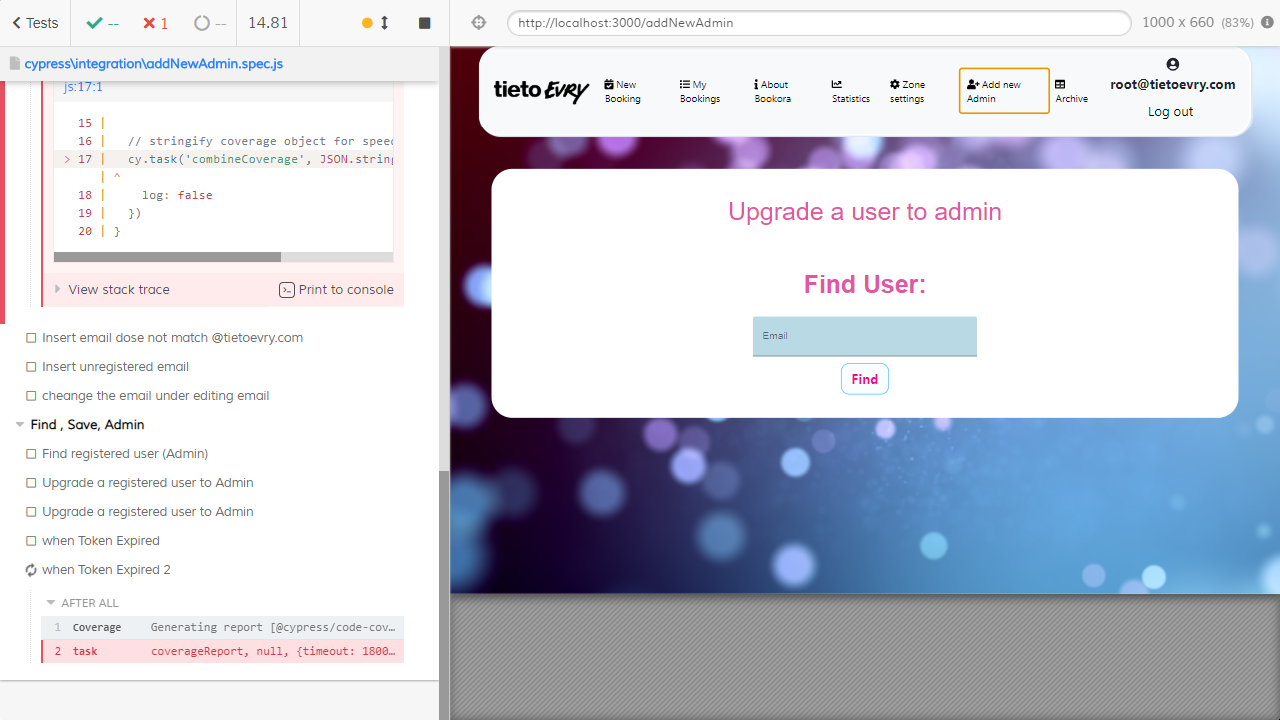 Tests
--
1
--
14.81
cypress\integration\addNewAdmin.spec.js
js:17:1
15 |
16 | // stringify coverage object for speed
> 17 | cy.task('combineCoverage', JSON.string
| ^
18 | log: false
19 | })
20 | }
View stack trace
Print to console
Insert email dose not match @tietoevry.com
Insert unregistered email
cheange the email under editing email
Find , Save, Admin
Find registered user (Admin)
Upgrade a registered user to Admin
Upgrade a registered user to Admin
when Token Expired
when Token Expired 2
AFTER ALL
1 Coverage Generating report [@cypress/code-cov…
2 task coverageReport, null, {timeout: 1800…
http://localhost:3000/addNewAdmin
1000 x 660 (83%)
tieto Evry
New Booking
My Bookings
About Bookora
Statistics
Zone settings
Add new Admin
Archive
root@tietoevry.com
Log out
Upgrade a user to admin
Find User:
Email
Find